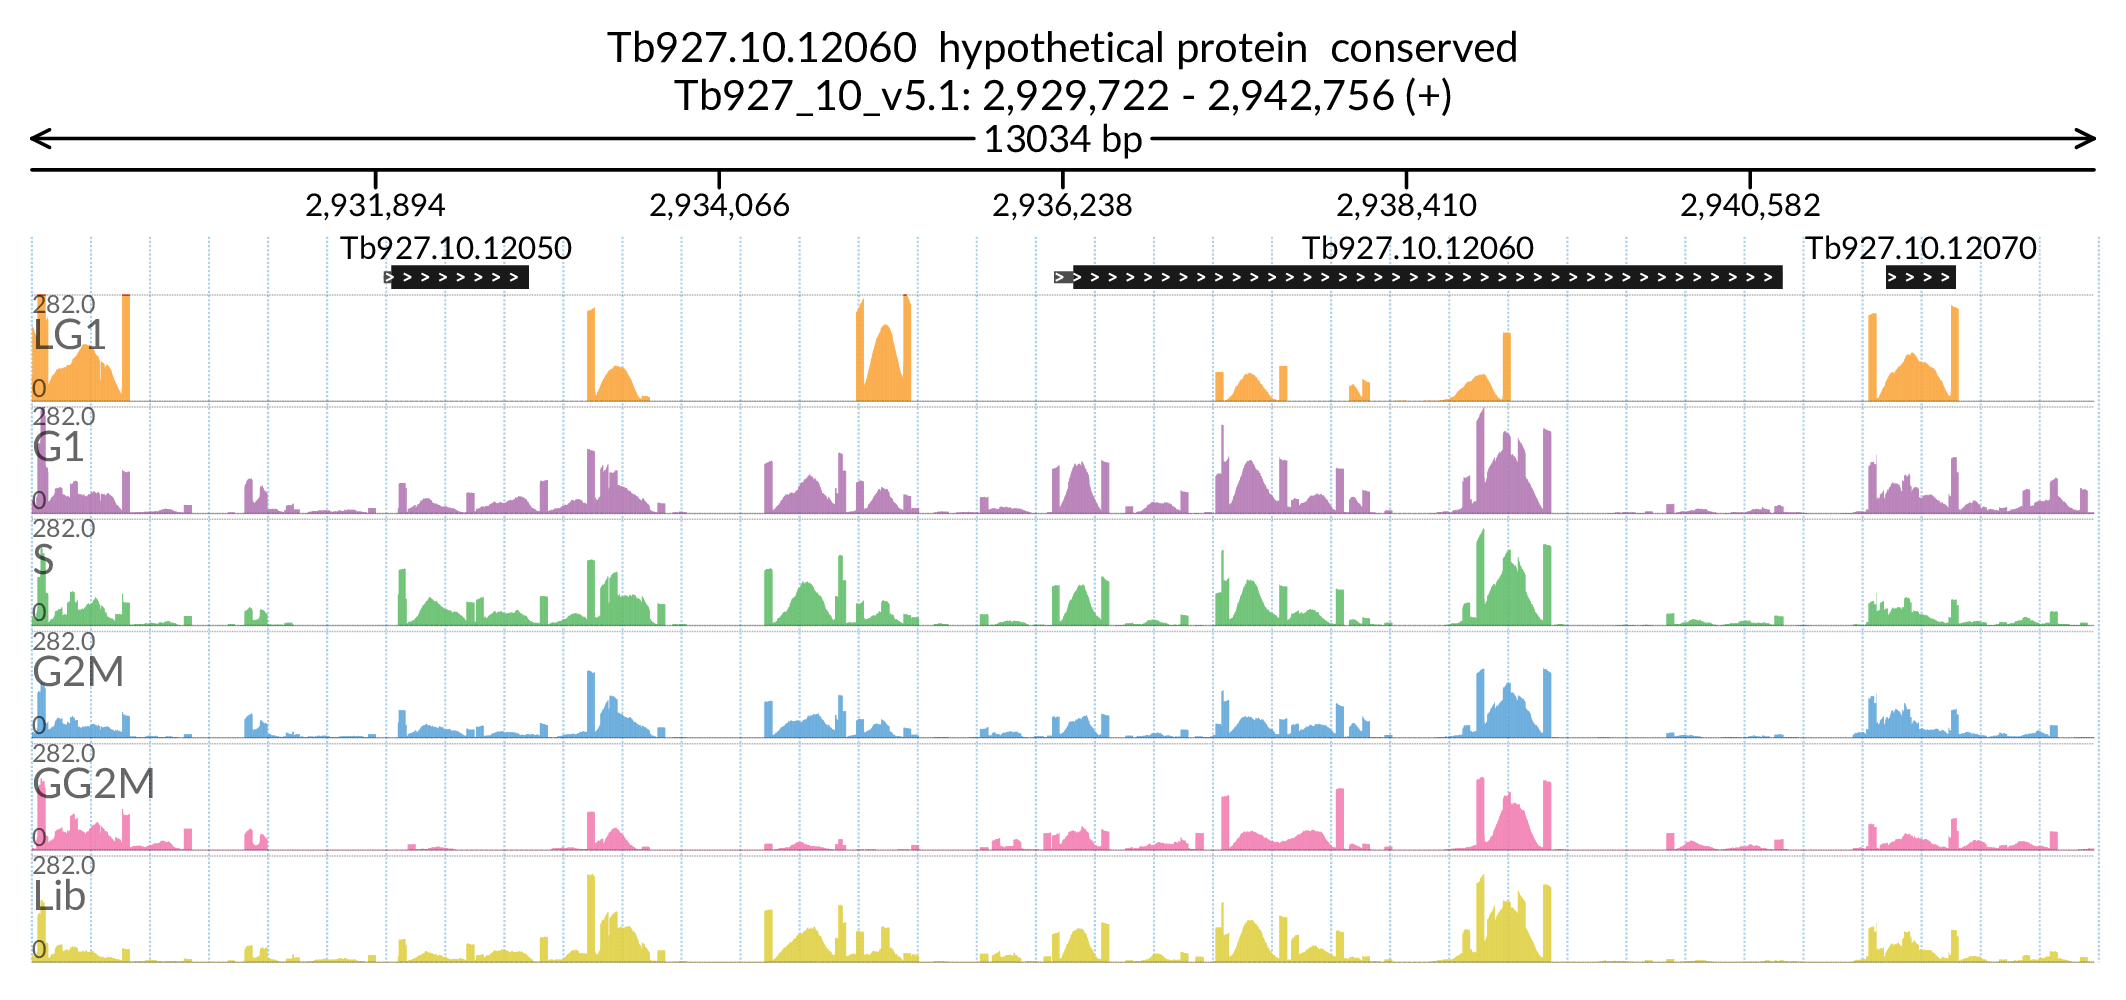 Tb927.10.12060  hypothetical protein  conserved
Tb927_10_v5.1: 2,929,722 - 2,942,756 (+)
13034 bp
2,931,894 2,934,066 2,936,238 2,938,410 2,940,582
Tb927.10.12050 Tb927.10.12060 Tb927.10.12070
282.0
LG1
0
282.0
G1
0
282.0
S
0
282.0
G2M
0
282.0
GG2M
0
282.0
Lib
0